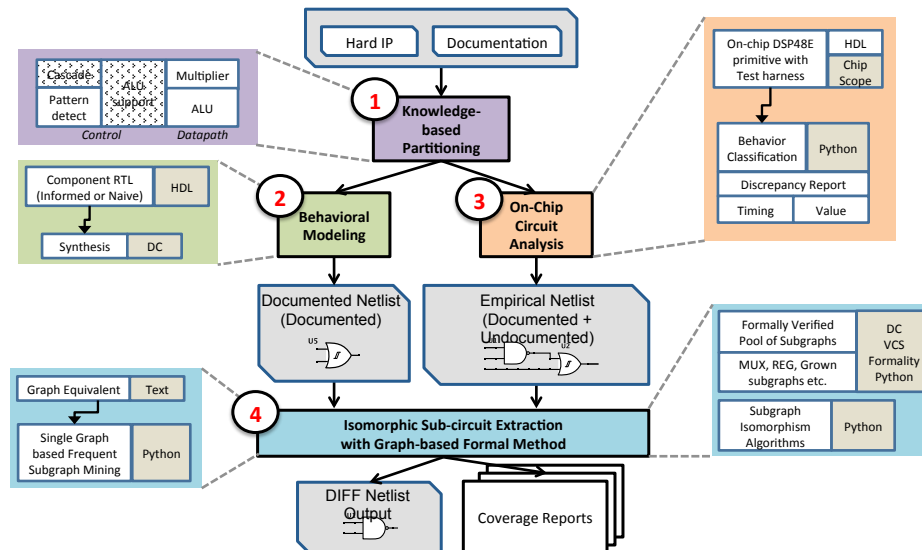 Hard IP
Documentation
Cascade
ALU
support
Multiplier
Pattern
detect
ALU
Control
Datapath
1
Knowledge-
based
Partitioning
On-chip DSP48E
primitive with
Test harness
HDL
Chip
Scope
Behavior
Classification
Python
Discrepancy Report
Timing
Value
Component RTL
(Informed or Naive)
HDL
Synthesis
DC
2
Behavioral
Modeling
3
On-Chip
Circuit
Analysis
Documented Netlist
(Documented)
U5
Empirical Netlist
(Documented +
Undocumented)
U2
Formally Verified
Pool of Subgraphs
MUX, REG, Grown
subgraphs etc.
DC
VCS
Formality
Python
Subgraph
Isomorphism
Algorithms
Python
Graph Equivalent
Text
Single Graph
based Frequent
Subgraph Mining
Python
4
Isomorphic Sub-circuit Extraction
with Graph-based Formal Method
DIFF Netlist
Output
Coverage Reports